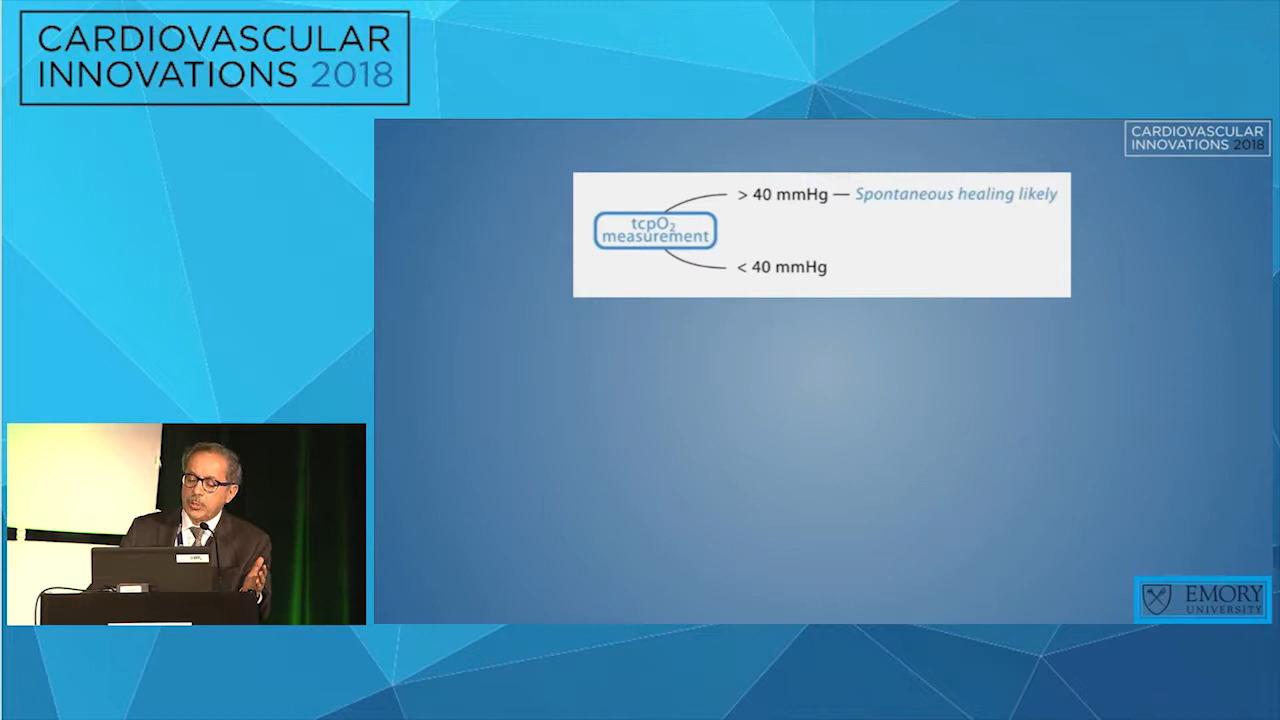 CARDIOVASCULAR
INNOVATIONS 2018
CARDIOVASCULAR
INNOVATIONS 2018
> 40 mmHg — Spontaneous healing likely
tcpO₂
measurement
< 40 mmHg
EMORY
UNIVERSITY